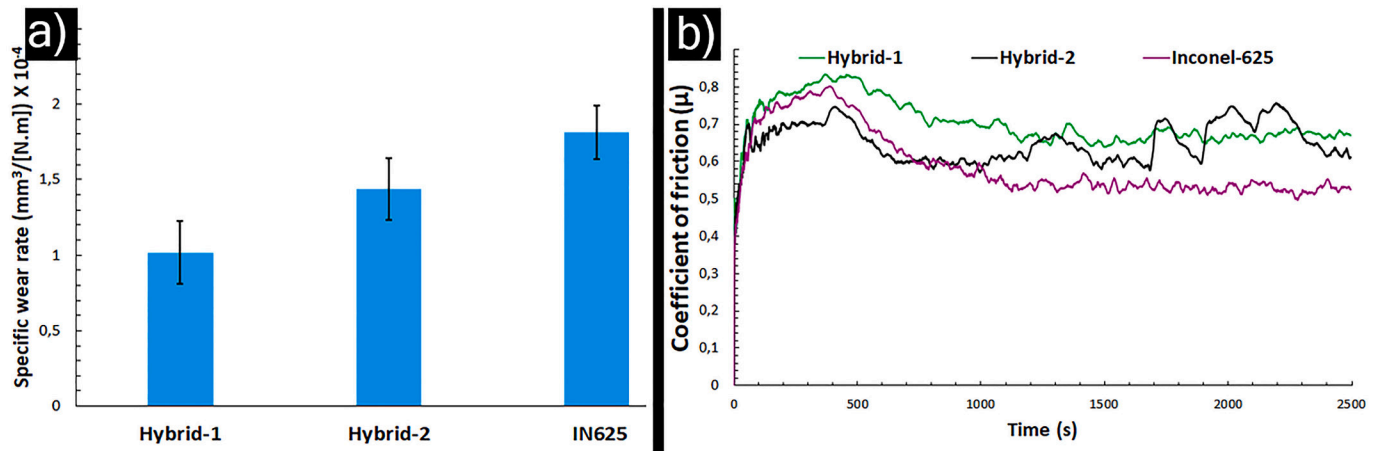 a)
Specific wear rate (mm³/[N.m]) X 10⁻⁴
2
1,5
1
0,5
0
Hybrid-1 Hybrid-2 IN625
b)
Hybrid-1 Hybrid-2 Inconel-625
Coefficient of friction (µ)
0,8
0,7
0,6
0,5
0,4
0,3
0,2
0,1
0
0 500 1000 1500 2000 2500
Time (s)